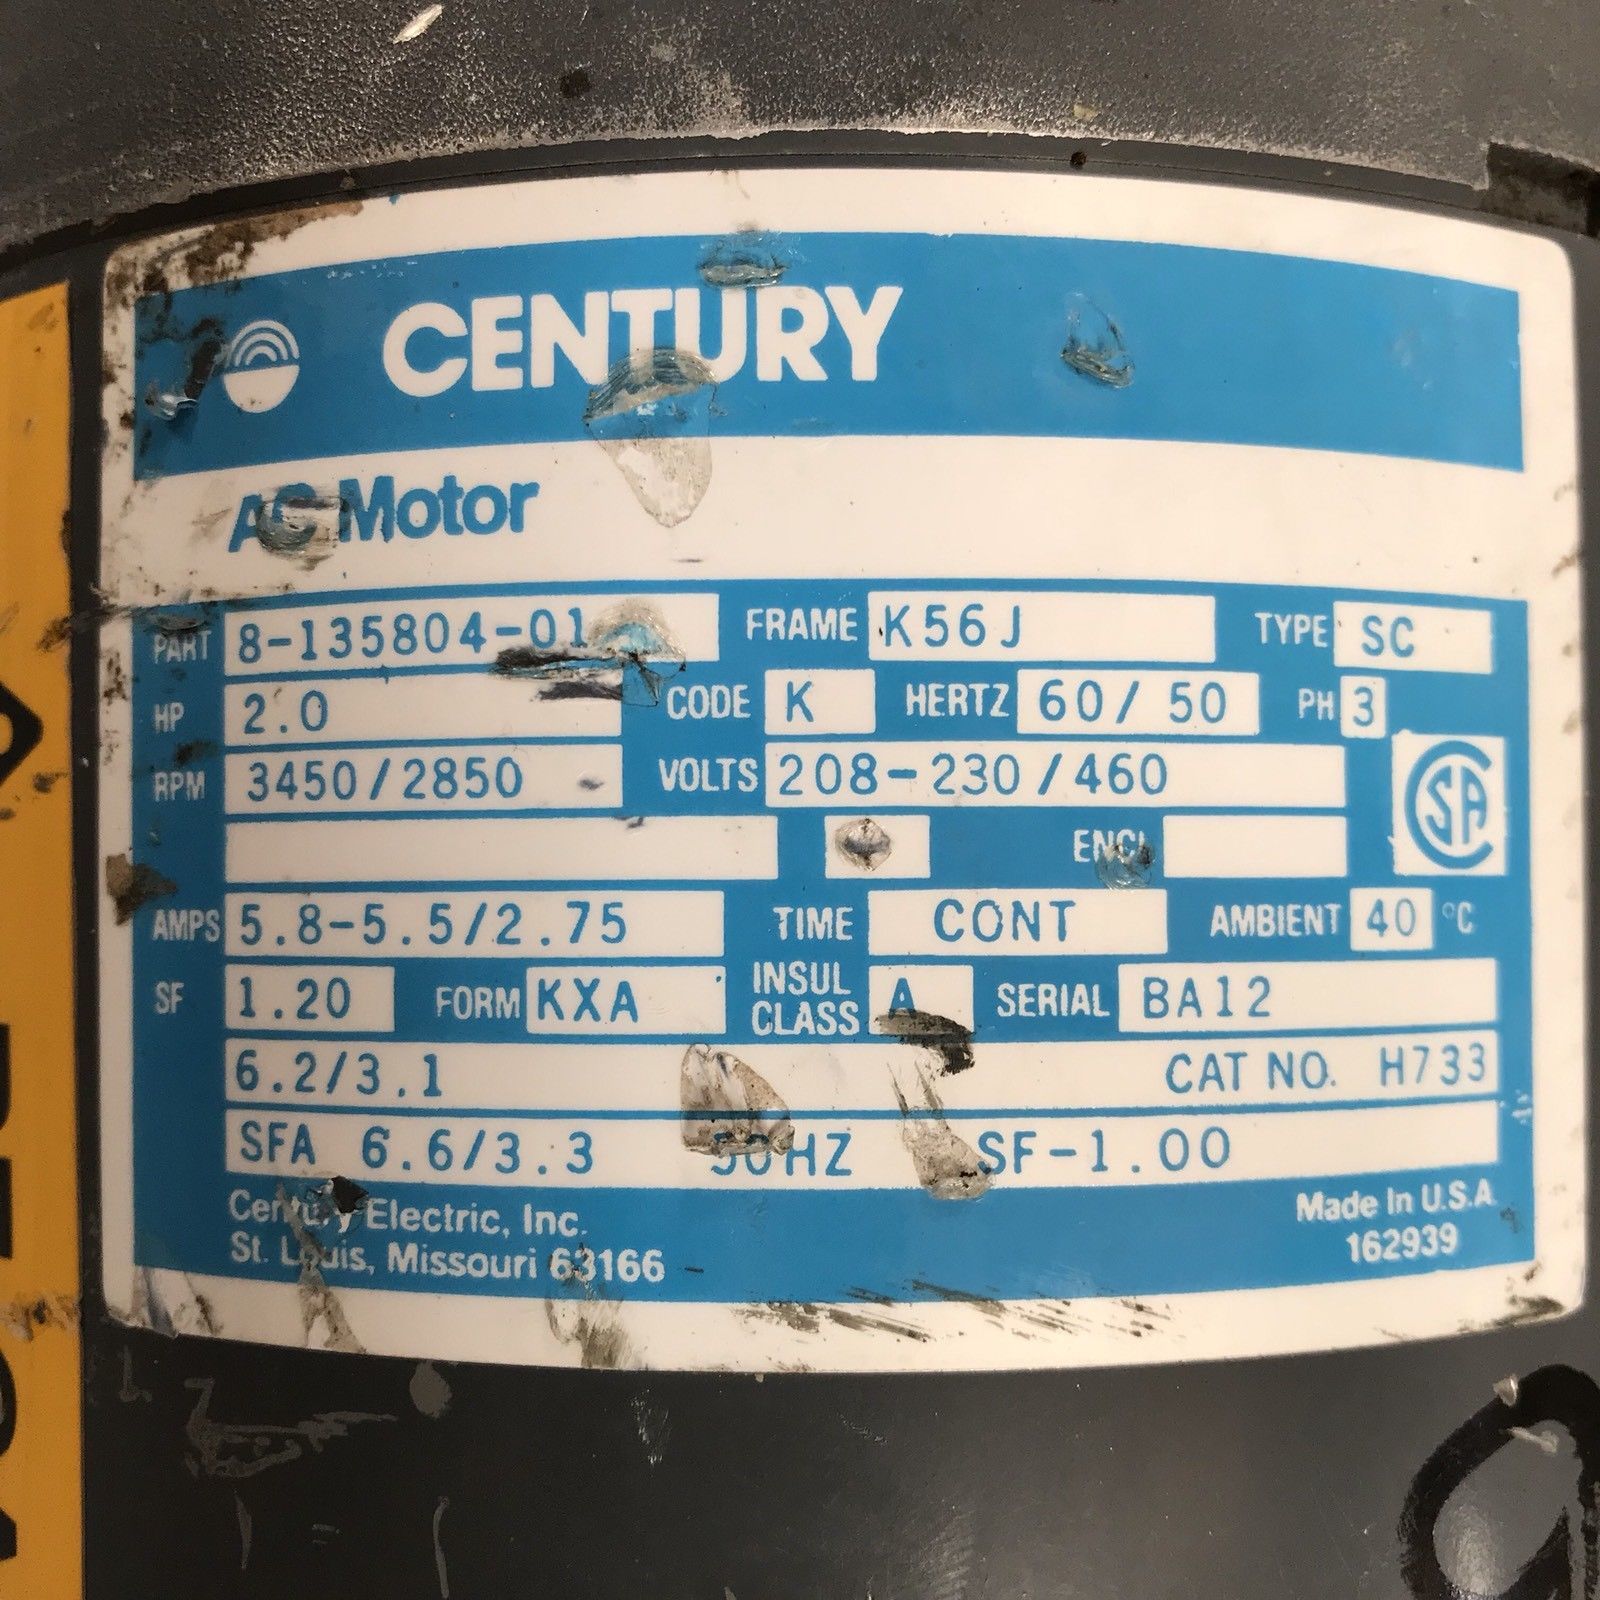 CENTURY
AC Motor
PART 8-135804-01 FRAME K56J TYPE SC
HP 2.0 CODE K HERTZ 60/50 PH 3
RPM 3450/2850 VOLTS 208-230/460
ENCL
AMPS 5.8-5.5/2.75 TIME CONT AMBIENT 40 °C
SF 1.20 FORM KXA INSUL CLASS A SERIAL BA12
6.2/3.1 CAT NO. H733
SFA 6.6/3.3 50HZ SF-1.00
Century Electric, Inc.
St. Louis, Missouri 63166
Made In U.S.A.
162939